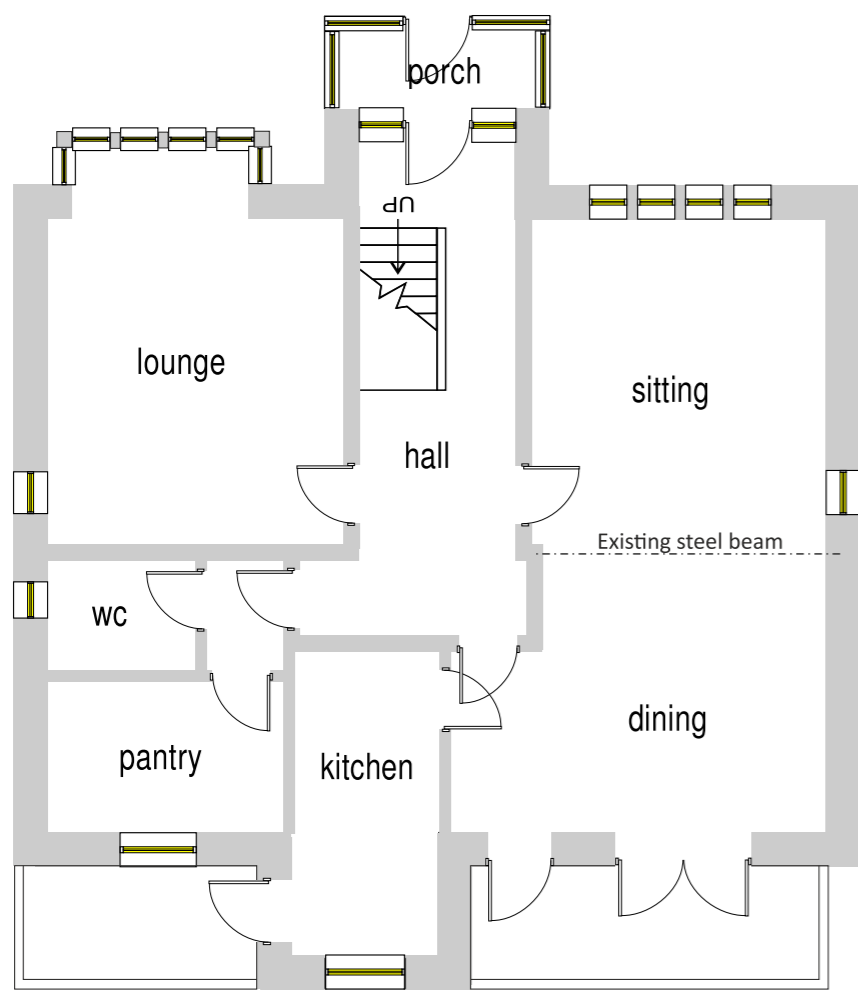 porch
UP
lounge
sitting
hall
Existing steel beam
wc
dining
pantry
kitchen